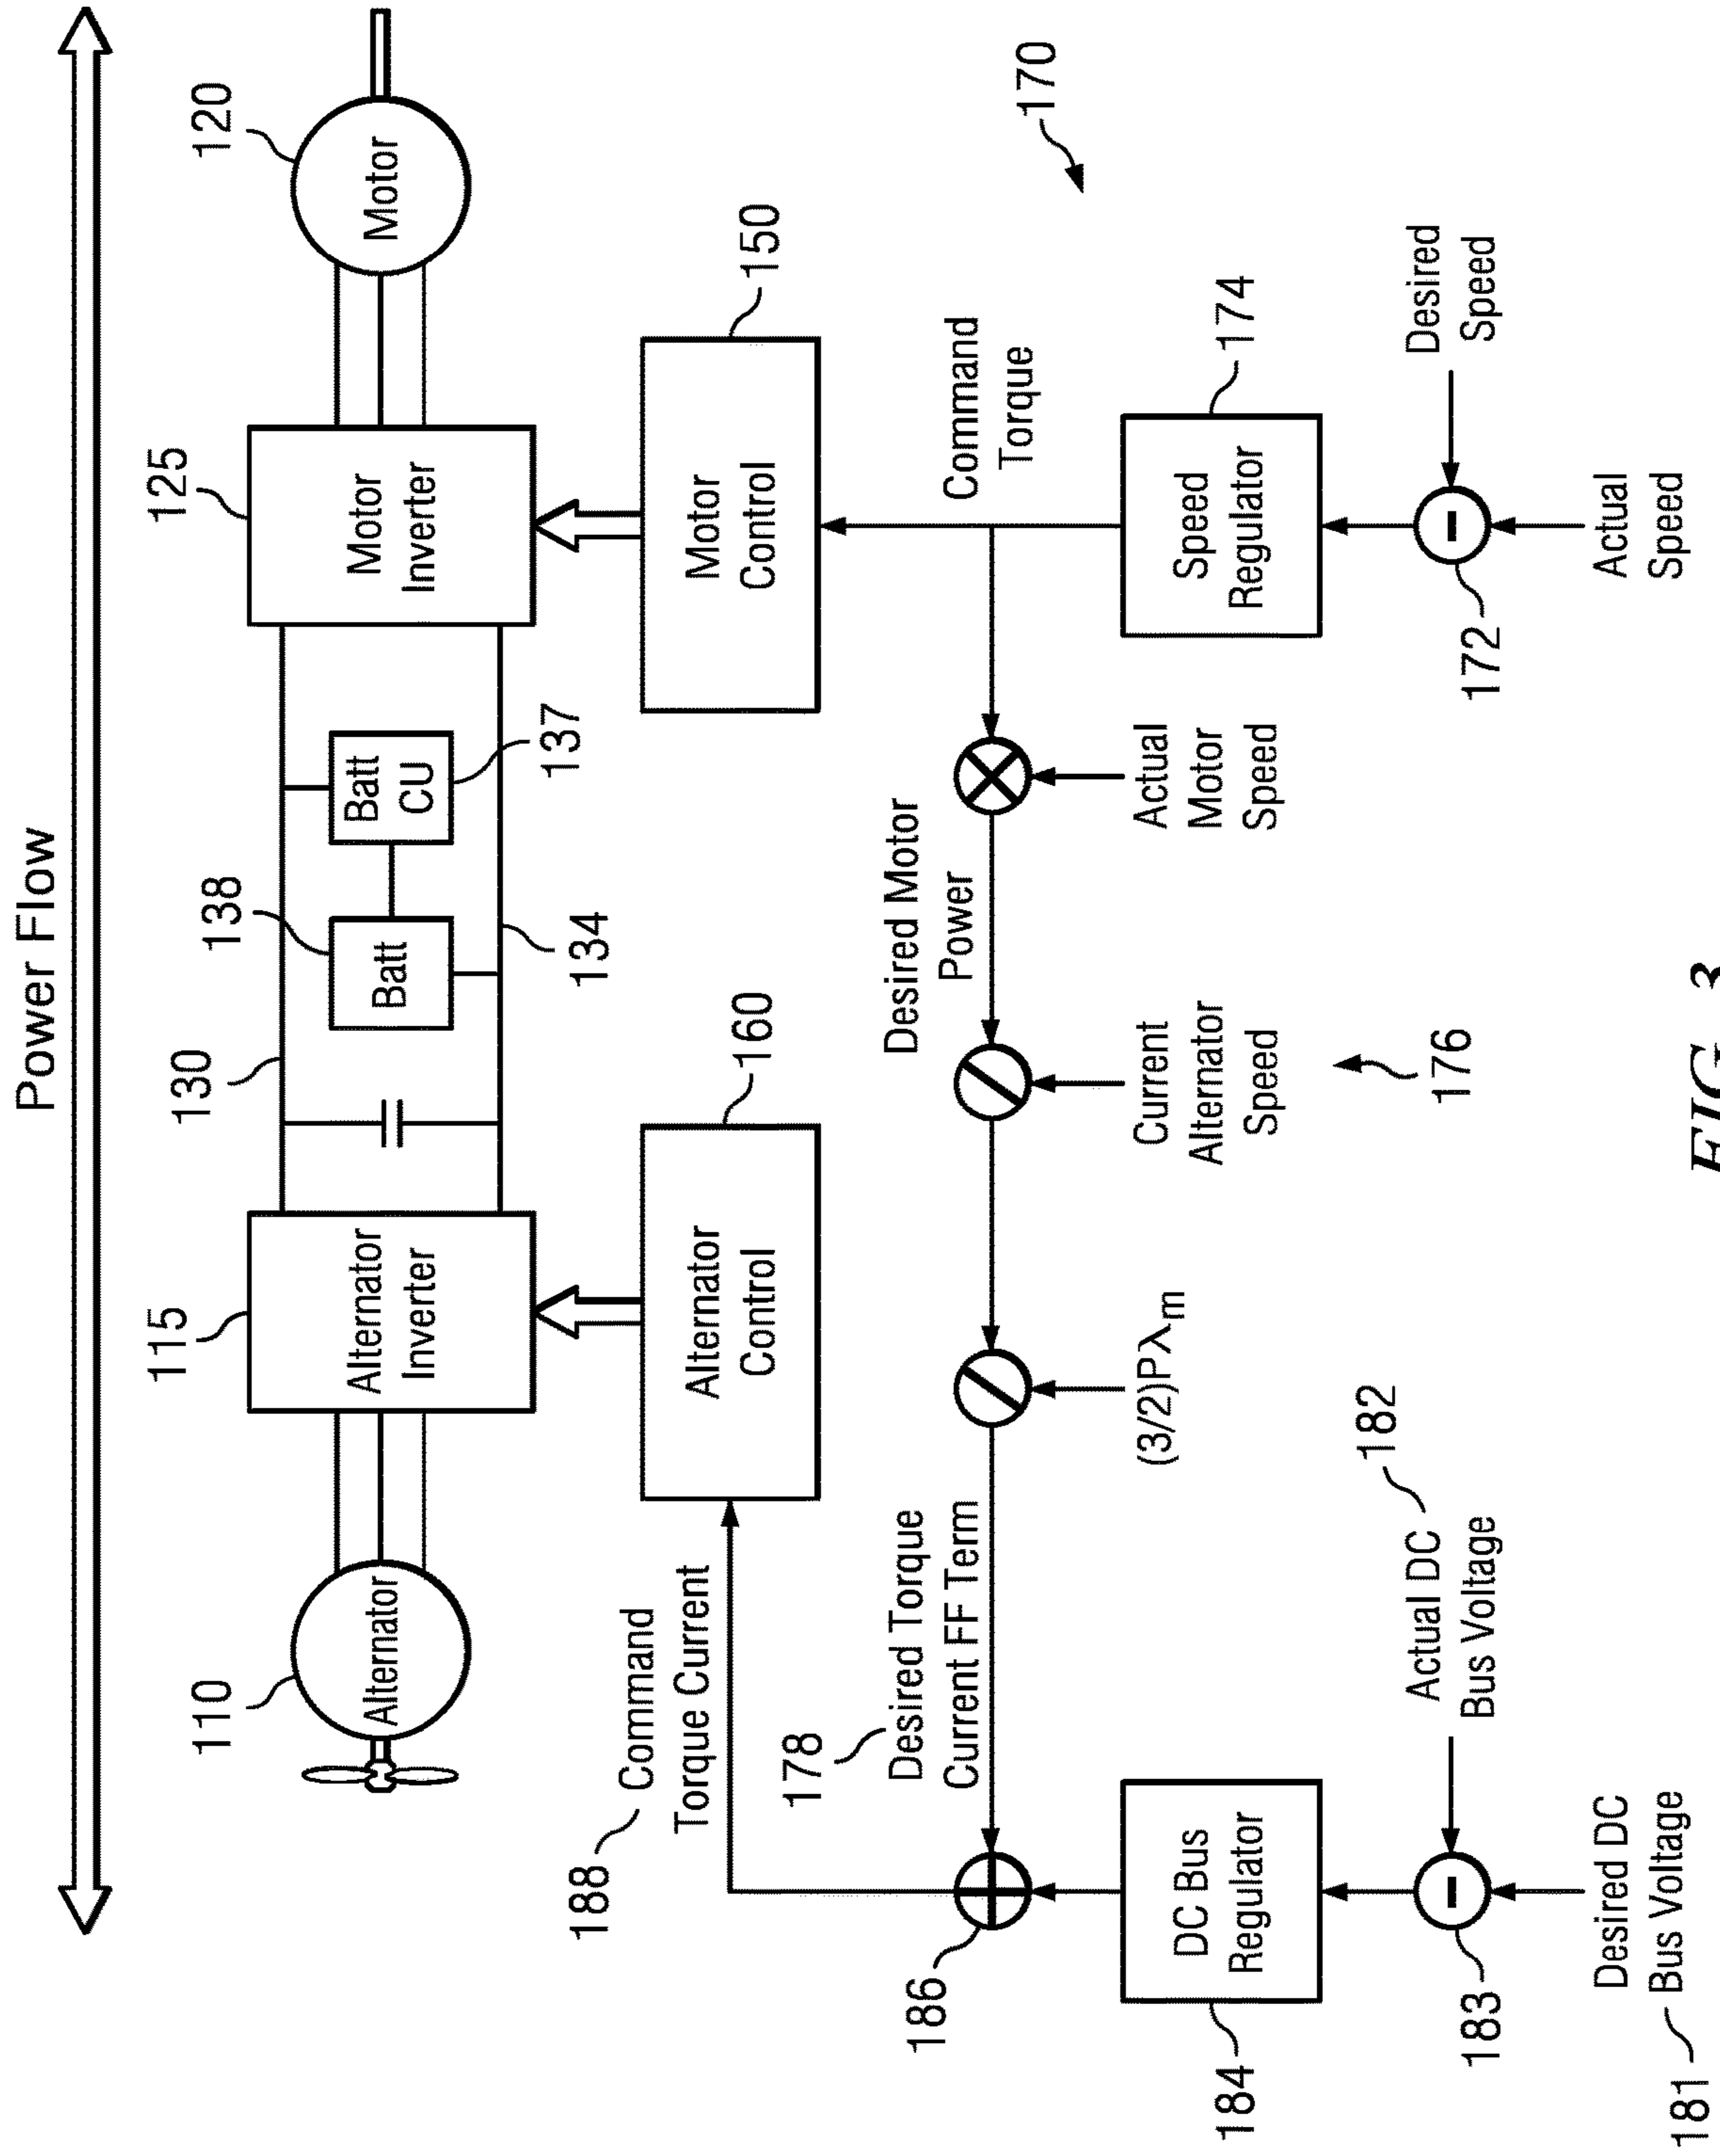 Power Flow
110
115
130
138
125
120
Alternator
Alternator
Inverter
Batt
Batt
CU
Motor
Inverter
Motor
134
137
188
Command
Torque Current
160
Alternator
Control
150
Motor
Control
178
Desired Torque
Current FF Term
Desired Motor
Power
Command
Torque
170
186
(3/2)Pλm
Current
Alternator
Speed
Actual
Motor
Speed
184
DC Bus
Regulator
Speed
Regulator
174
176
182
Actual DC
Bus Voltage
Desired
Speed
183
172
181
Desired DC
Bus Voltage
Actual
Speed